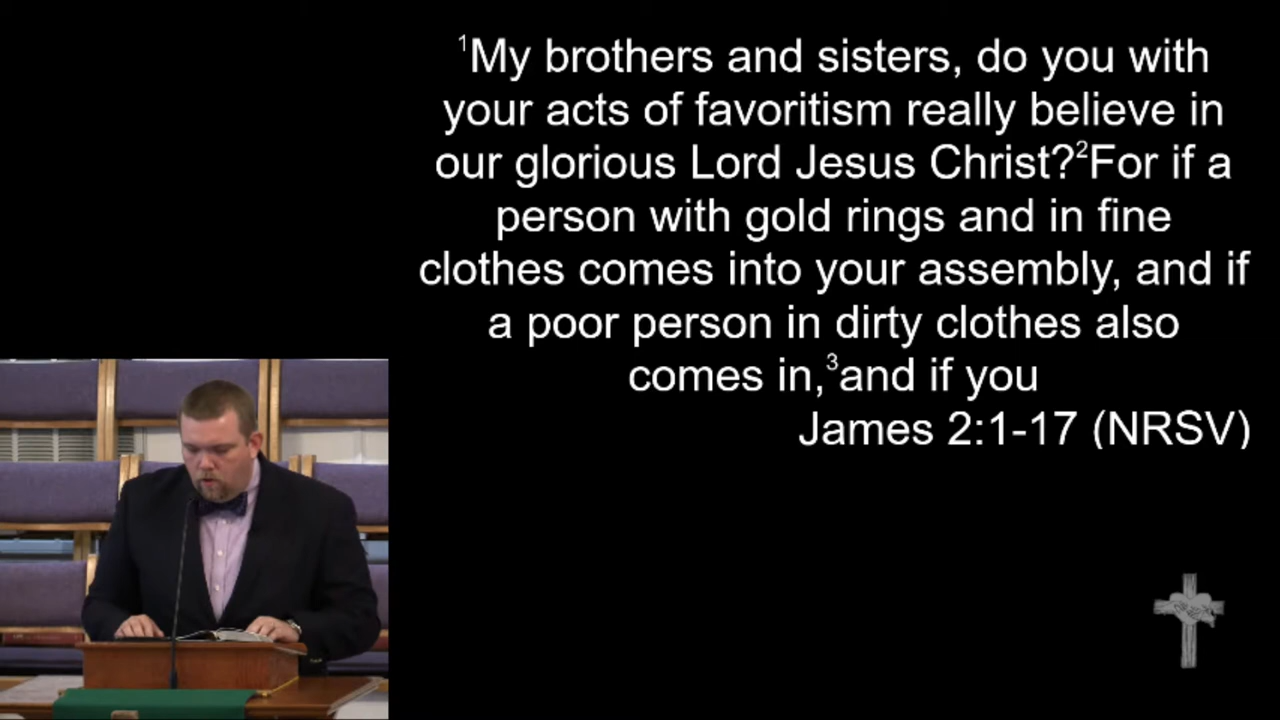 ¹My brothers and sisters, do you with
your acts of favoritism really believe in
our glorious Lord Jesus Christ?²For if a
person with gold rings and in fine
clothes comes into your assembly, and if
a poor person in dirty clothes also
comes in,³and if you
James 2:1-17 (NRSV)